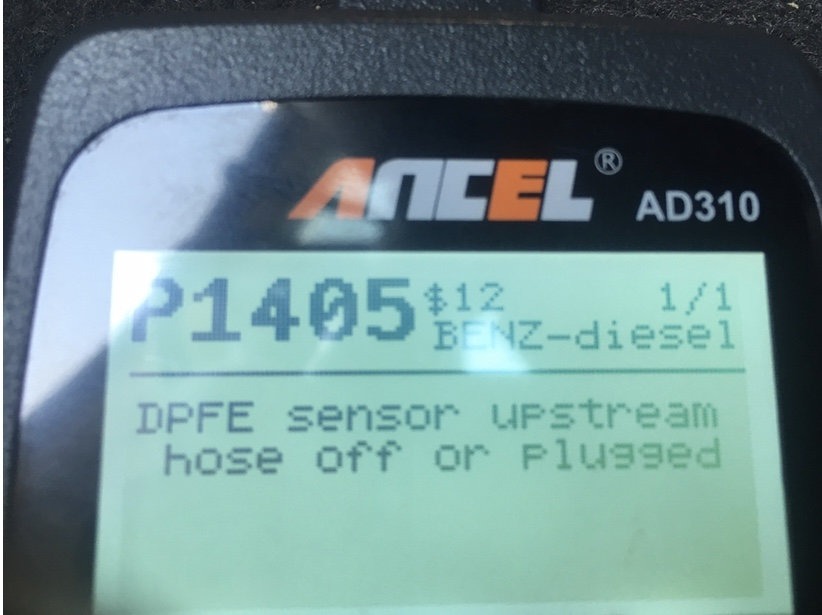 ANCEL® AD310
P1405 $12 1/1
BENZ-diesel
DPFE sensor upstream
hose off or plugged